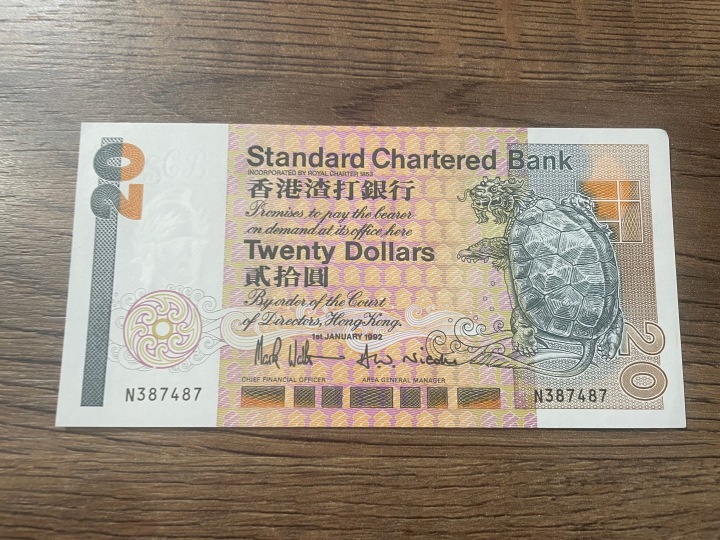 20
Standard Chartered Bank
INCORPORATED BY ROYAL CHARTER 1853
香港渣打銀行
Promises to pay the bearer
on demand at its office here
Twenty Dollars
貳拾圓
By order of the Court
of Directors, Hong Kong.
1st JANUARY 1992
CHIEF FINANCIAL OFFICER AREA GENERAL MANAGER
N387487 N387487
20